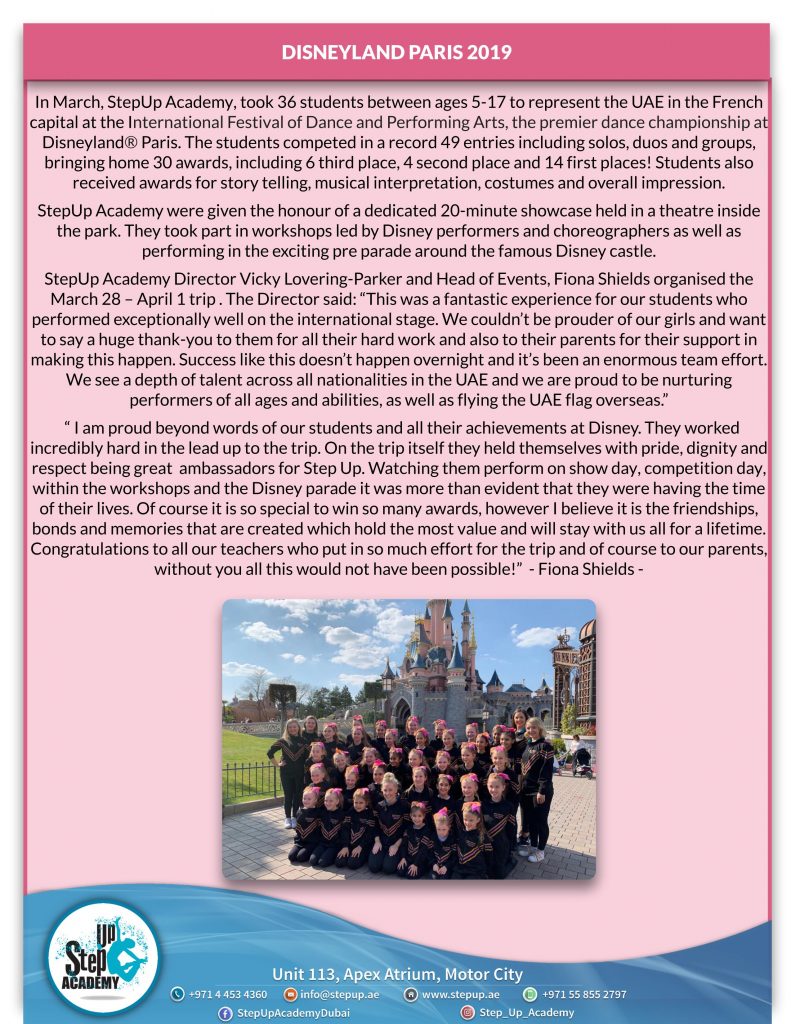 DISNEYLAND PARIS 2019
In March, StepUp Academy, took 36 students between ages 5-17 to represent the UAE in the French
capital at the International Festival of Dance and Performing Arts, the premier dance championship at
Disneyland® Paris. The students competed in a record 49 entries including solos, duos and groups,
bringing home 30 awards, including 6 third place, 4 second place and 14 first places! Students also
received awards for story telling, musical interpretation, costumes and overall impression.
StepUp Academy were given the honour of a dedicated 20-minute showcase held in a theatre inside
the park. They took part in workshops led by Disney performers and choreographers as well as
performing in the exciting pre parade around the famous Disney castle.
StepUp Academy Director Vicky Lovering-Parker and Head of Events, Fiona Shields organised the
March 28 – April 1 trip . The Director said: “This was a fantastic experience for our students who
performed exceptionally well on the international stage. We couldn’t be prouder of our girls and want
to say a huge thank-you to them for all their hard work and also to their parents for their support in
making this happen. Success like this doesn’t happen overnight and it’s been an enormous team effort.
We see a depth of talent across all nationalities in the UAE and we are proud to be nurturing
performers of all ages and abilities, as well as flying the UAE flag overseas.”
“ I am proud beyond words of our students and all their achievements at Disney. They worked
incredibly hard in the lead up to the trip. On the trip itself they held themselves with pride, dignity and
respect being great ambassadors for Step Up. Watching them perform on show day, competition day,
within the workshops and the Disney parade it was more than evident that they were having the time
of their lives. Of course it is so special to win so many awards, however I believe it is the friendships,
bonds and memories that are created which hold the most value and will stay with us all for a lifetime.
Congratulations to all our teachers who put in so much effort for the trip and of course to our parents,
without you all this would not have been possible!” - Fiona Shields -
Step Up
ACADEMY
Unit 113, Apex Atrium, Motor City
+971 4 453 4360 info@stepup.ae www.stepup.ae +971 55 855 2797
StepUpAcademyDubai Step_Up_Academy